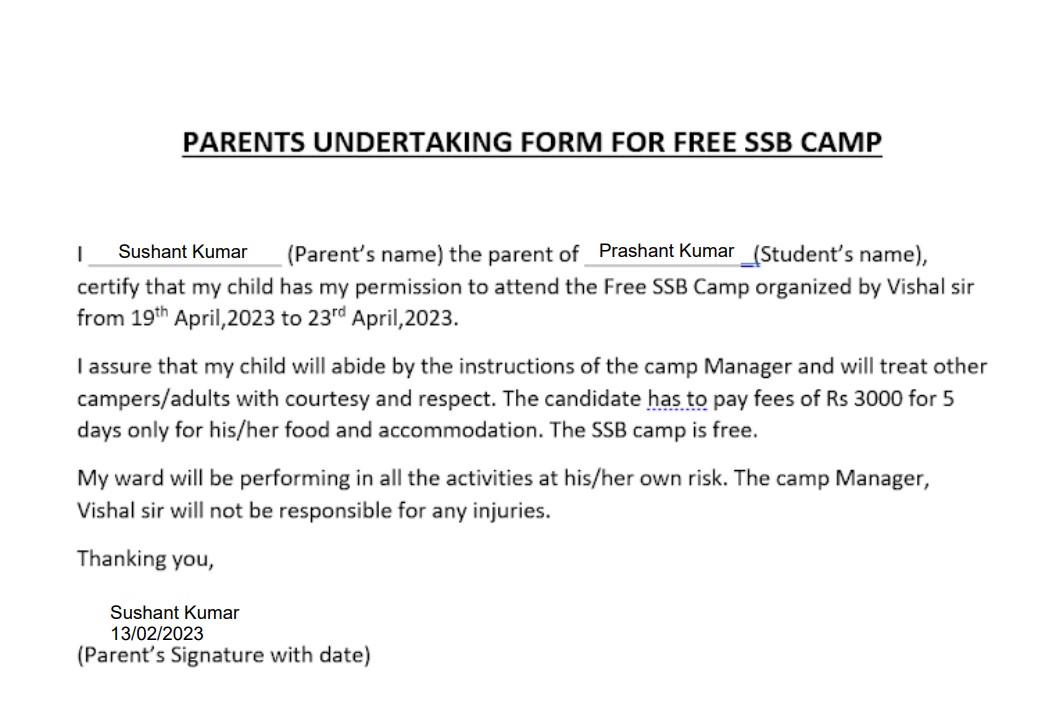 PARENTS UNDERTAKING FORM FOR FREE SSB CAMP
I Sushant Kumar (Parent's name) the parent of Prashant Kumar (Student's name),
certify that my child has my permission to attend the Free SSB Camp organized by Vishal sir
from 19th April,2023 to 23rd April,2023.
I assure that my child will abide by the instructions of the camp Manager and will treat other
campers/adults with courtesy and respect. The candidate has to pay fees of Rs 3000 for 5
days only for his/her food and accommodation. The SSB camp is free.
My ward will be performing in all the activities at his/her own risk. The camp Manager,
Vishal sir will not be responsible for any injuries.
Thanking you,
Sushant Kumar
13/02/2023
(Parent's Signature with date)